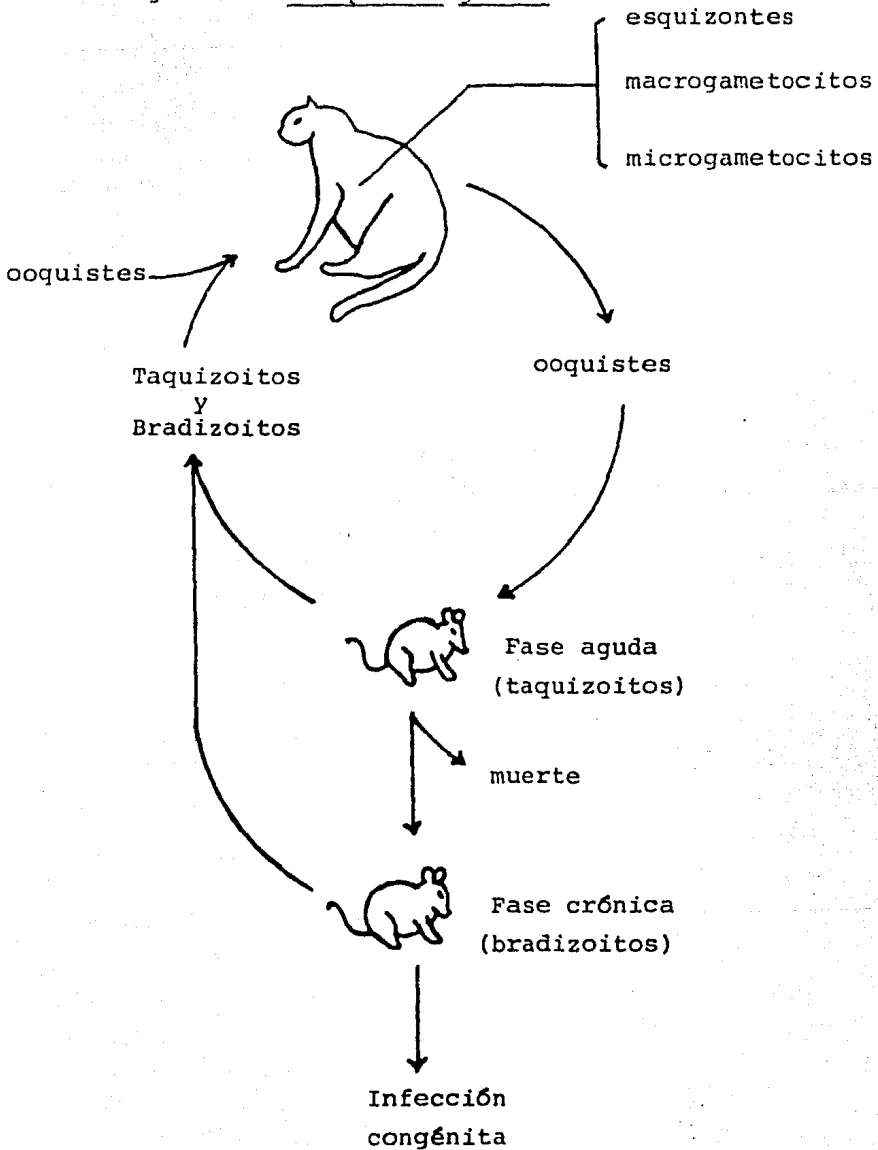 esquizontes
macrogametocitos
microgametocitos
ooquistes
Taquizoitos
y
Bradizoitos
ooquistes
Fase aguda
(taquizoitos)
muerte
Fase crónica
(bradizoitos)
Infección
congénita